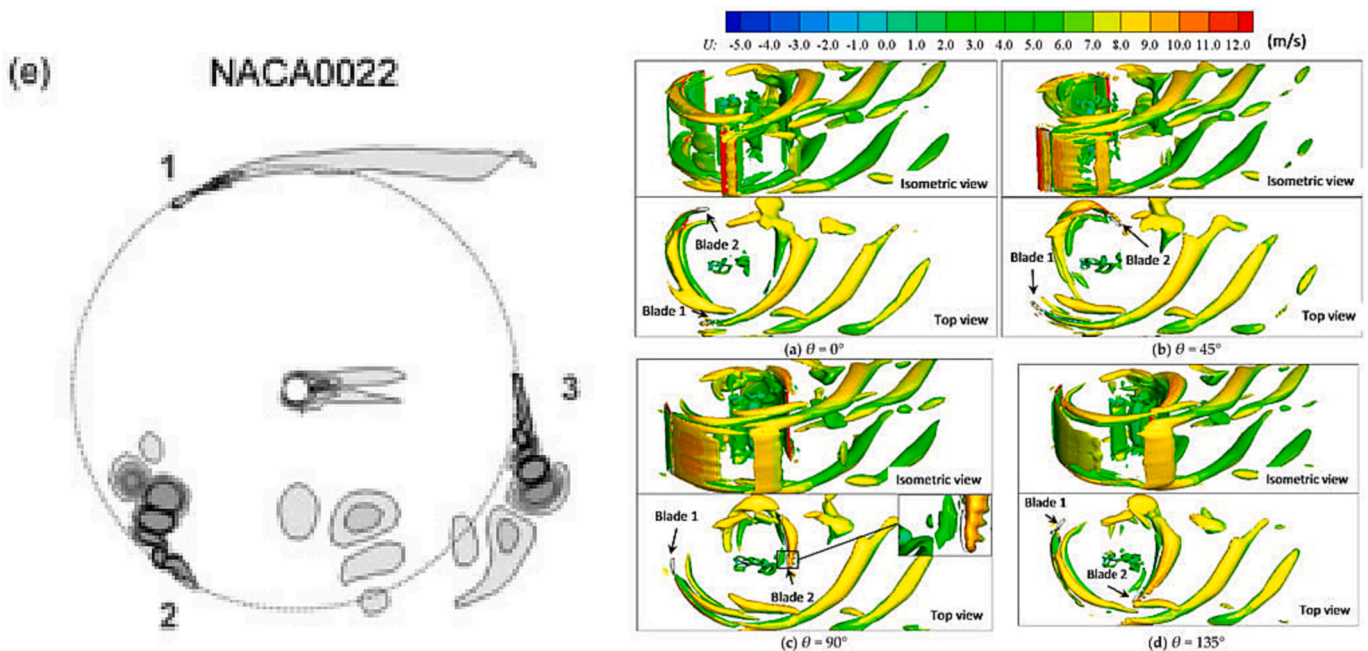 (e) NACA0022
1
2
3
U: -5.0 -4.0 -3.0 -2.0 -1.0 0.0 1.0 2.0 3.0 4.0 6.0 7.0 8.0 9.0 10.0 11.0 12.0 (m/s)
Isometric view
Blade 2
Blade 1
Top view
(a) θ = 0°
Isometric view
Blade 1
Blade 2
Top view
(b) θ = 45°
Isometric view
Blade 1
Blade 2
Top view
(c) θ = 90°
Isometric view
Blade 1
Blade 2
Top view
(d) θ = 135°